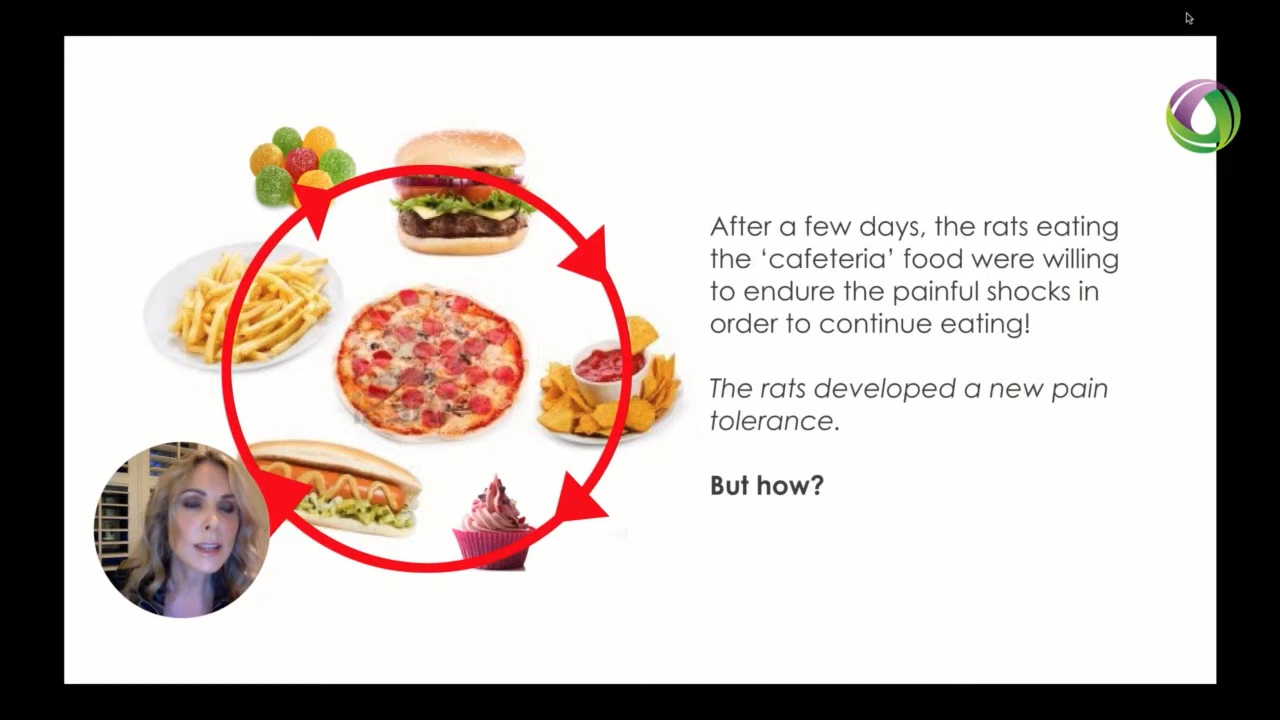 After a few days, the rats eating
the ‘cafeteria’ food were willing
to endure the painful shocks in
order to continue eating!
The rats developed a new pain
tolerance.
But how?